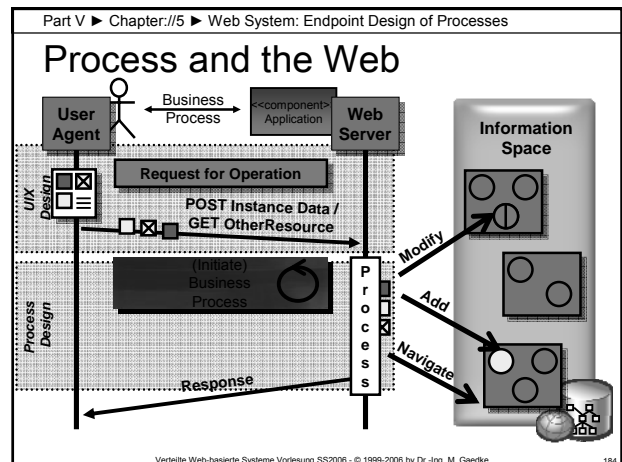 Part V ► Chapter://5 ► Web System: Endpoint Design of Processes
Process and the Web
User
Agent
Business
Process
<<component>
Application
Web
Server
Information
Space
UIX
Design
Request for Operation
POST Instance Data /
GET OtherResource
Process
Design
(Initiate)
Business
Process
Process
Modify
Add
Navigate
Response
Verteilte Web-basierte Systeme Vorlesung SS2006 - © 1999-2006 by Dr.-Ing. M. Gaedke
184